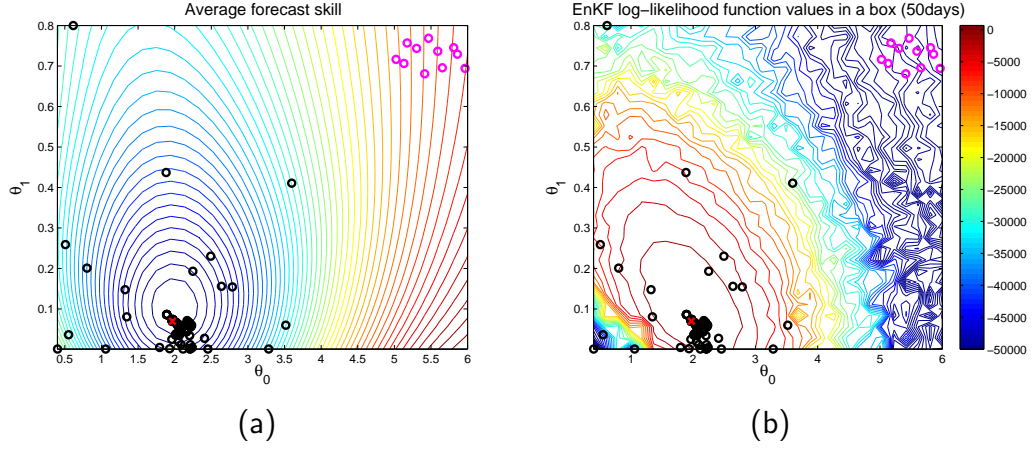 Average forecast skill
0.8
0.7
0.6
0.5
0.4
0.3
0.2
0.1
θ1
0.5 1 1.5 2 2.5 3 3.5 4 4.5 5 5.5 6
θ0
(a)
EnKF log−likelihood function values in a box (50days)
0.8
0.7
0.6
0.5
0.4
0.3
0.2
0.1
θ1
1 2 3 4 5 6
θ0
0
−5000
−10000
−15000
−20000
−25000
−30000
−35000
−40000
−45000
−50000
(b)